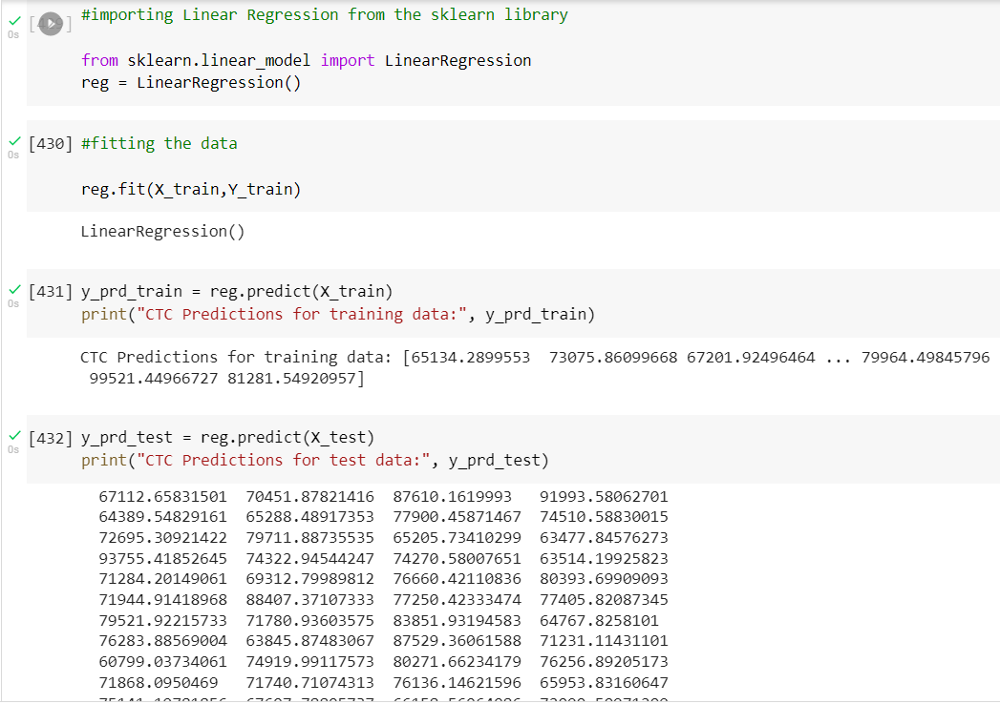 #importing Linear Regression from the sklearn library
0s
from sklearn.linear_model import LinearRegression
reg = LinearRegression()
[430] #fitting the data
0s
reg.fit(X_train,Y_train)
LinearRegression()
[431] y_prd_train = reg.predict(X_train)
0s
print("CTC Predictions for training data:", y_prd_train)
CTC Predictions for training data: [65134.2899553 73075.86099668 67201.92496464 ... 79964.49845796
99521.44966727 81281.54920957]
[432] y_prd_test = reg.predict(X_test)
0s
print("CTC Predictions for test data:", y_prd_test)
67112.65831501 70451.87821416 87610.1619993 91993.58062701
64389.54829161 65288.48917353 77900.45871467 74510.58830015
72695.30921422 79711.88735535 65205.73410299 63477.84576273
93755.41852645 74322.94544247 74270.58007651 63514.19925823
71284.20149061 69312.79989812 76660.42110836 80393.69909093
71944.91418968 88407.37107333 77250.42333474 77405.82087345
79521.92215733 71780.93603575 83851.93194583 64767.8258101
76283.88569004 63845.87483067 87529.36061588 71231.11431101
60799.03734061 74919.99117573 80271.66234179 76256.89205173
71868.0950469 71740.71074313 76136.14621596 65953.83160647